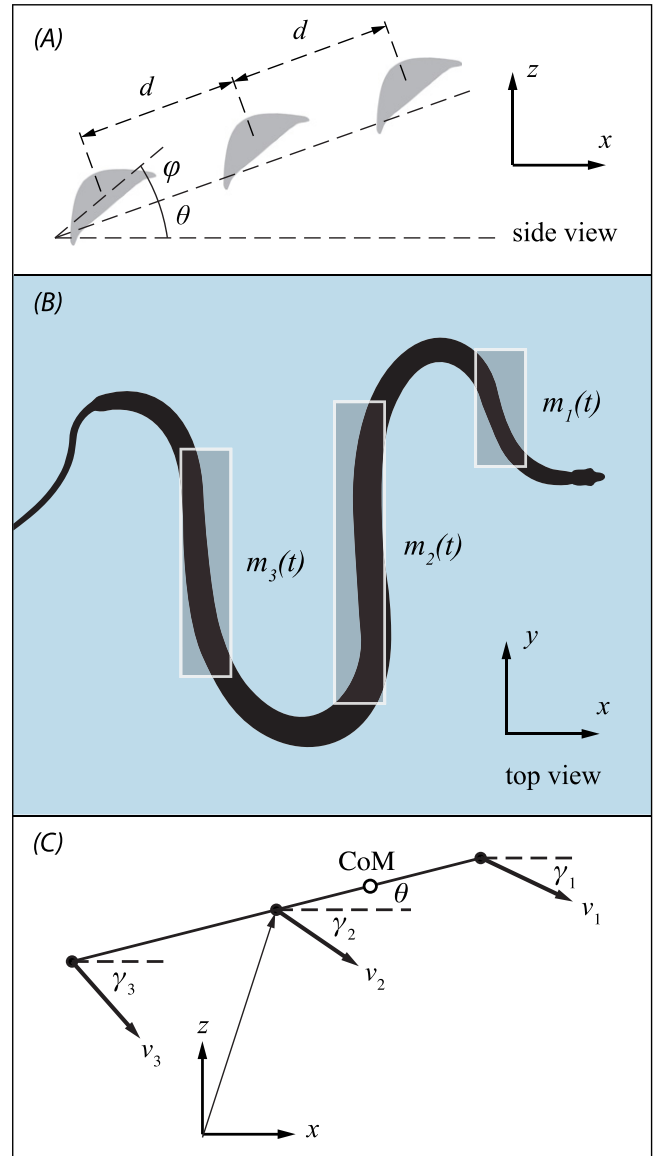 (A)
d
d
z
φ
x
θ
side view
(B)
m₁(t)
m₃(t)
m₂(t)
y
x
top view
(C)
CoM
θ
γ₁
v₁
γ₂
γ₃
v₂
z
v₃
x